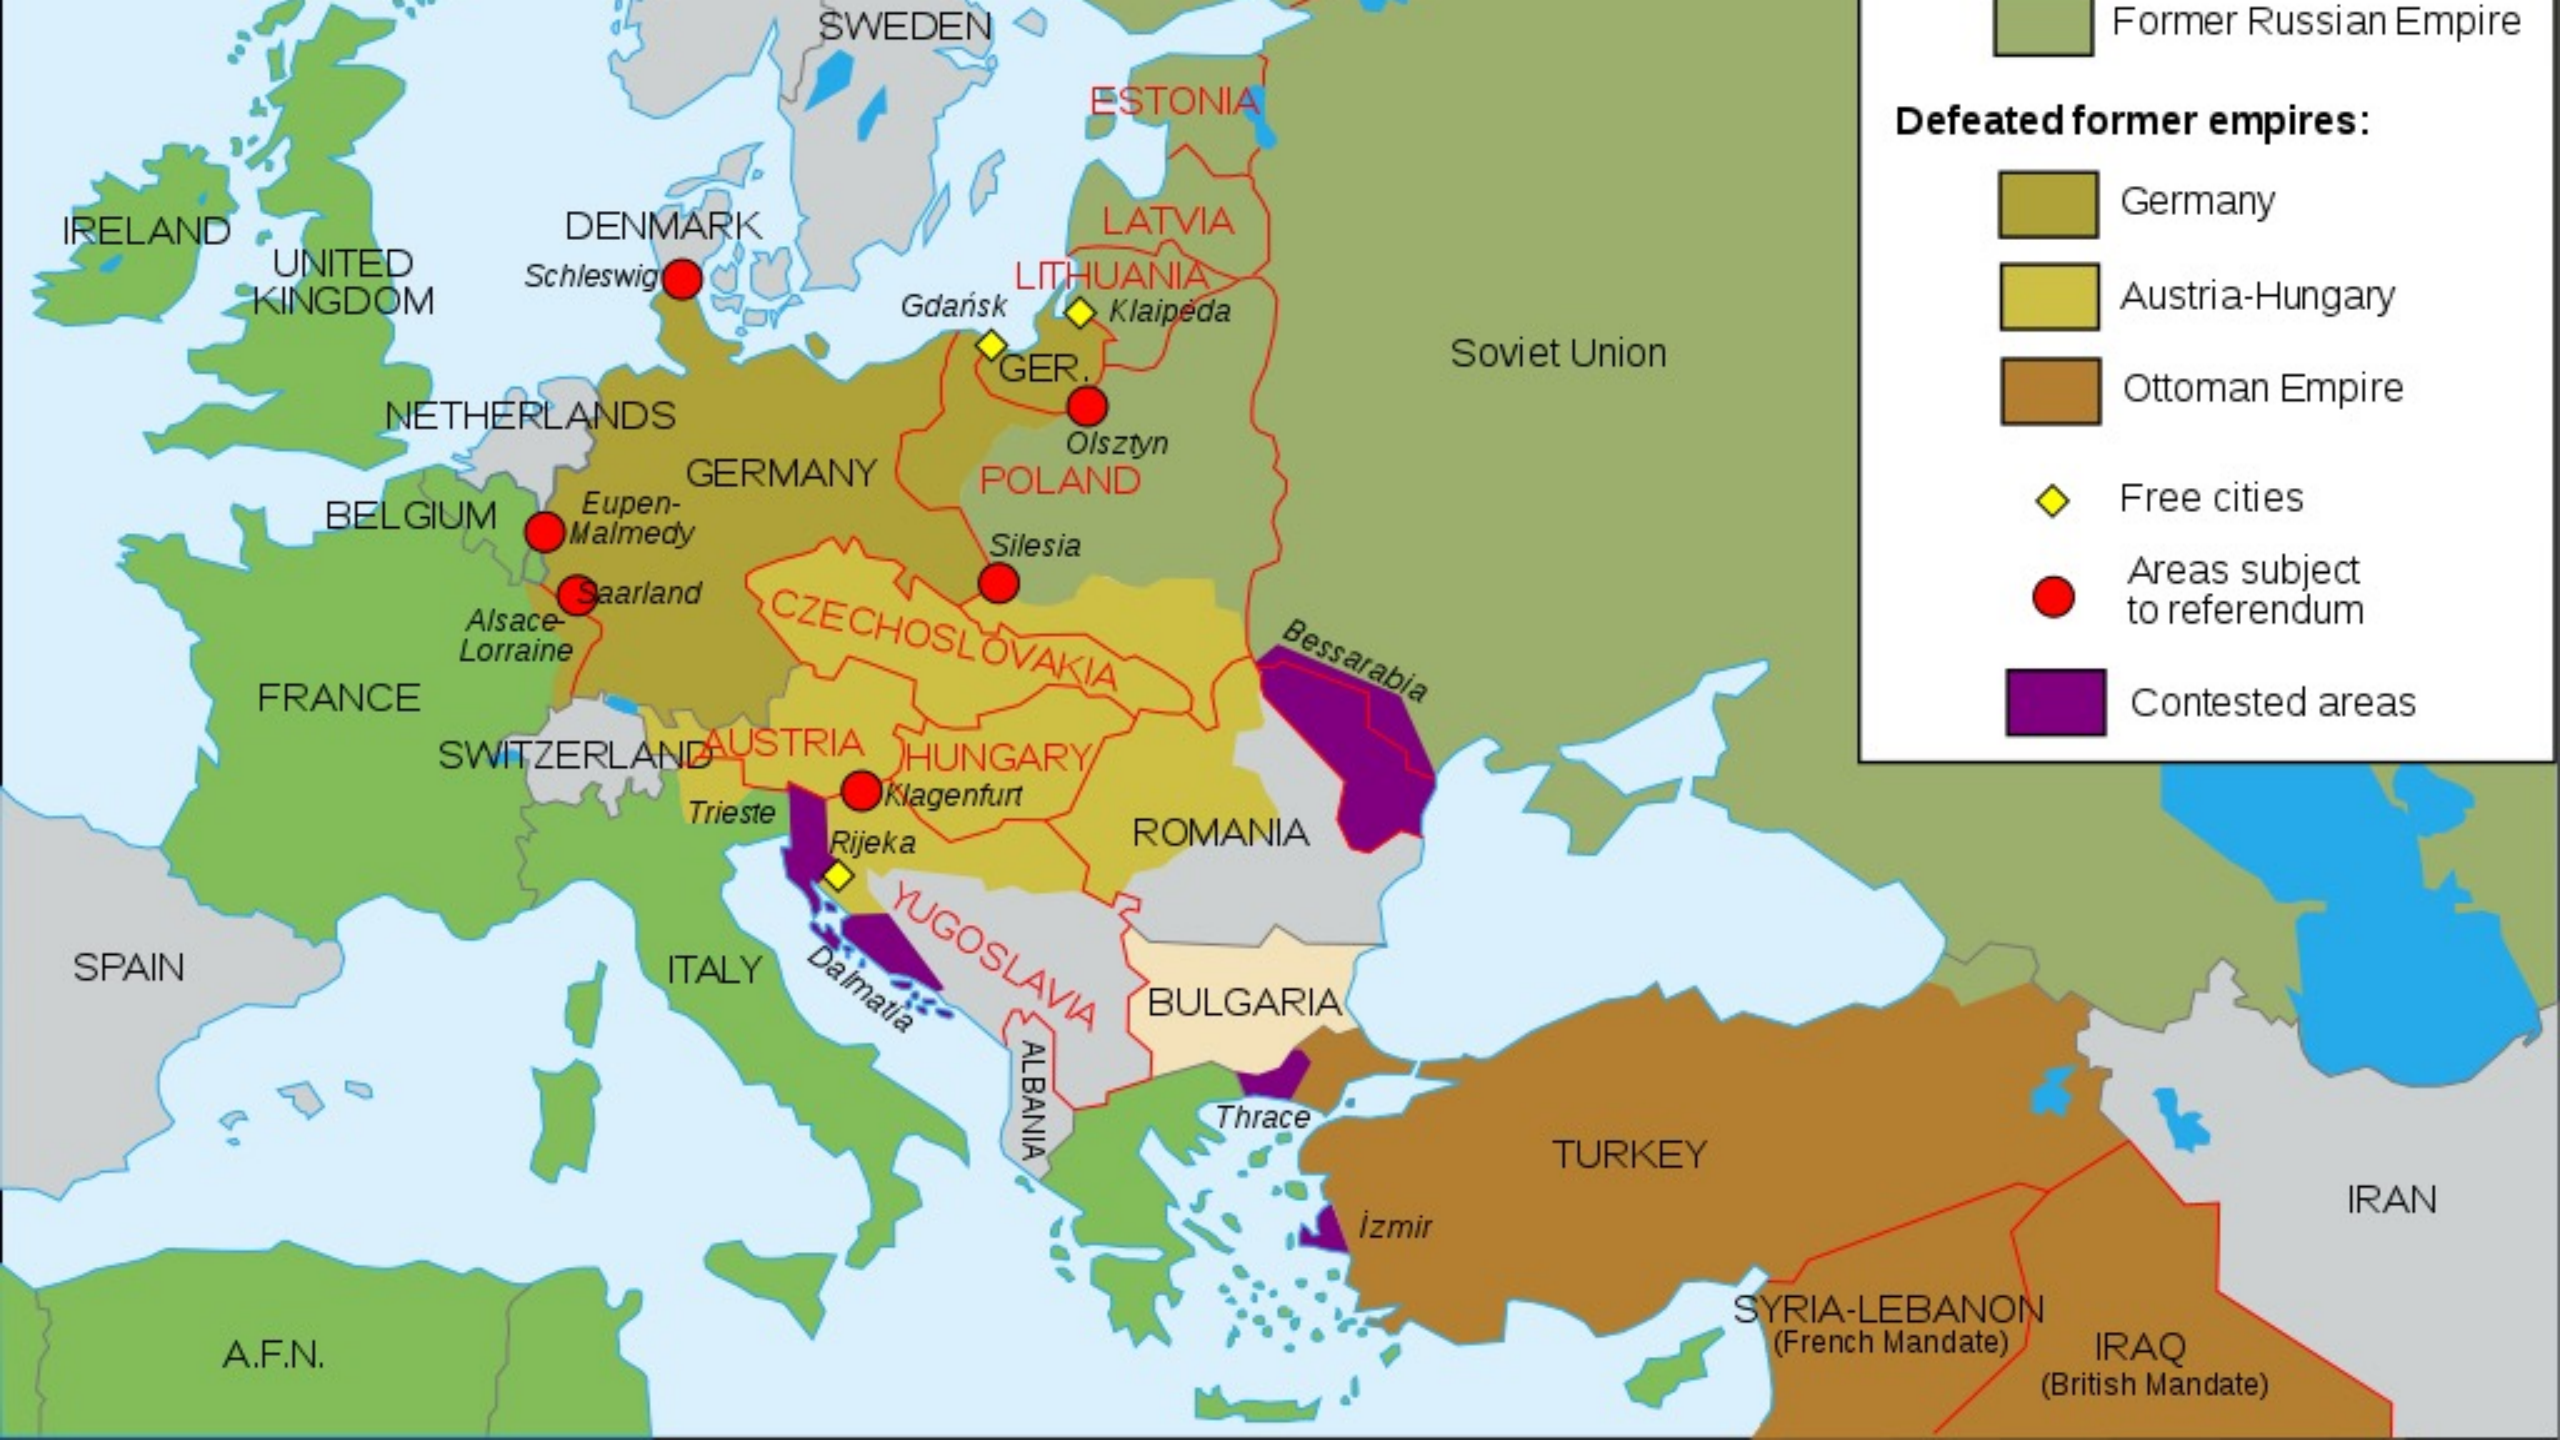 SWEDEN
Former Russian Empire
Defeated former empires:
Germany
Austria-Hungary
Ottoman Empire
Free cities
Areas subject
to referendum
Contested areas
ESTONIA
LATVIA
LITHUANIA
Klaipėda
Gdańsk
GER.
Olsztyn
POLAND
Silesia
Soviet Union
IRELAND
UNITED
KINGDOM
DENMARK
Schleswig
NETHERLANDS
GERMANY
BELGIUM
Eupen-
Malmedy
Saarland
Alsace-
Lorraine
FRANCE
SWITZERLAND
CZECHOSLOVAKIA
AUSTRIA
HUNGARY
Klagenfurt
Trieste
Rijeka
Bessarabia
ROMANIA
YUGOSLAVIA
Dalmatia
SPAIN
ITALY
BULGARIA
ALBANIA
Thrace
TURKEY
İzmir
IRAN
SYRIA-LEBANON
(French Mandate)
IRAQ
(British Mandate)
A.F.N.